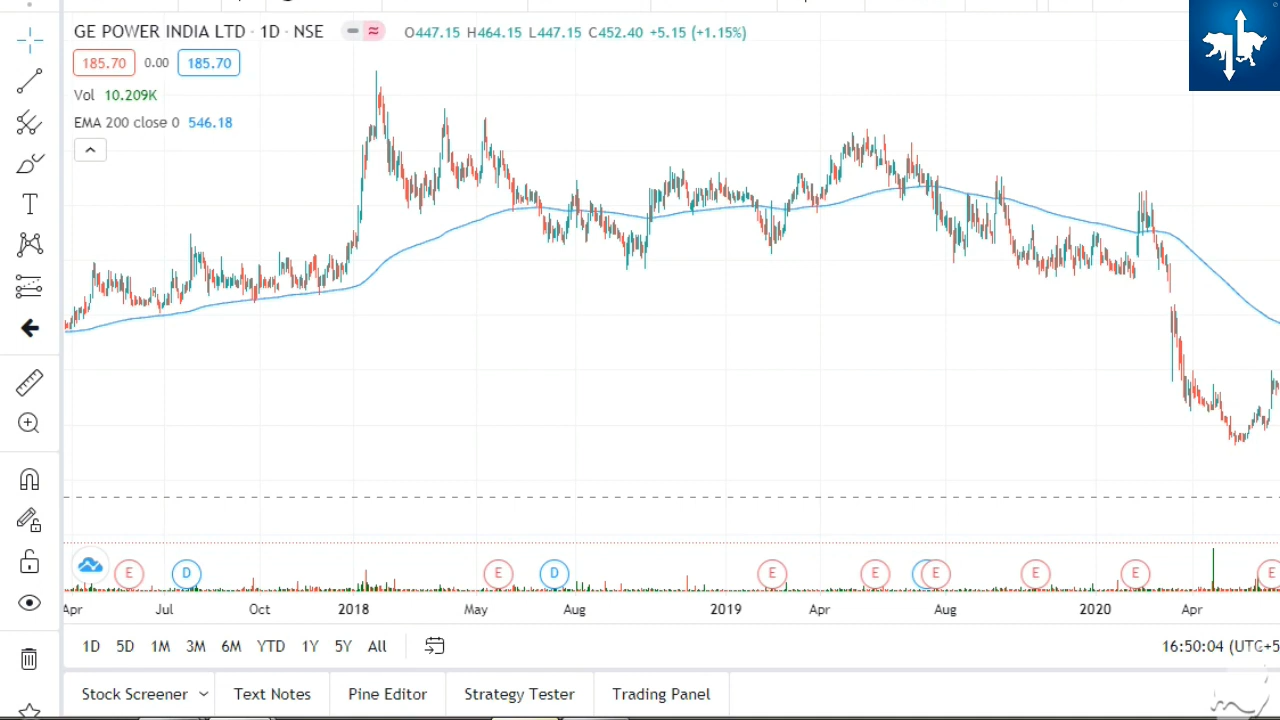 GE POWER INDIA LTD · 1D · NSE
O447.15 H464.15 L447.15 C452.40 +5.15 (+1.15%)
185.70 0.00 185.70
Vol 10.209K
EMA 200 close 0 546.18
E D E D E E E E E E
Apr Jul Oct 2018 May Aug 2019 Apr Aug 2020 Apr
1D 5D 1M 3M 6M YTD 1Y 5Y All
16:50:04 (UTC+5
Stock Screener Text Notes Pine Editor Strategy Tester Trading Panel